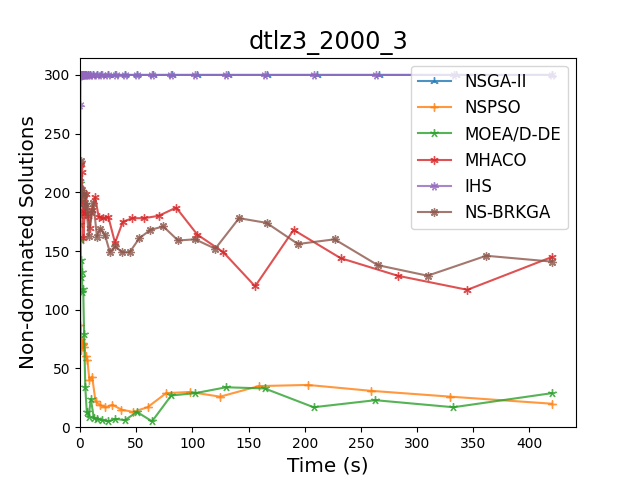 dtlz3_2000_3
Non-dominated Solutions
300
250
200
150
100
50
0
NSGA-II
NSPSO
MOEA/D-DE
MHACO
IHS
NS-BRKGA
0 50 100 150 200 250 300 350 400
Time (s)